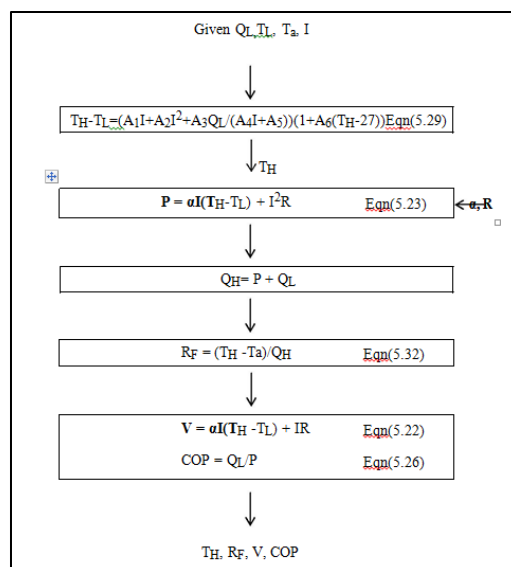 Given QL,TL, Ta, I
TH-TL=(A1I+A2I²+A3QL/(A4I+A5))(1+A6(TH-27))Eqn(5.29)
TH
P = αI(TH-TL) + I²R Eqn(5.23) α,R
QH= P + QL
RF = (TH -Ta)/QH Eqn(5.32)
V = αI(TH -TL) + IR Eqn(5.22)
COP = QL/P Eqn(5.26)
TH, RF, V, COP